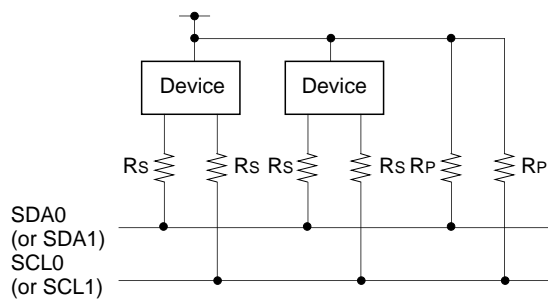 Device Device
Rs Rs Rs Rs RP RP
SDA0
(or SDA1)
SCL0
(or SCL1)